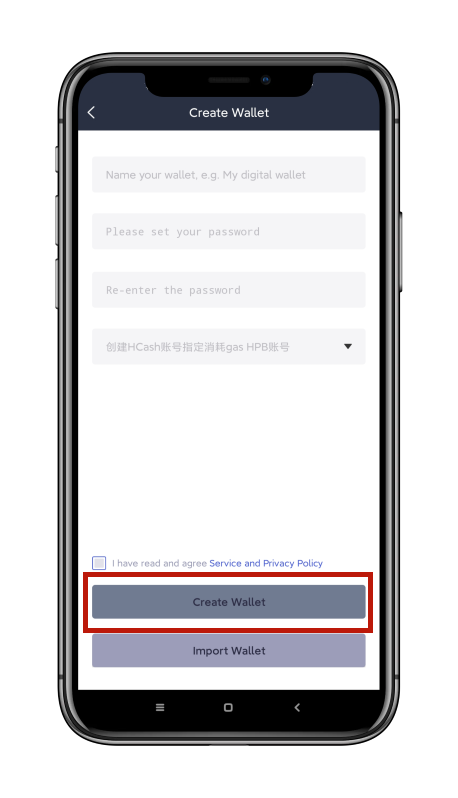 Create Wallet
Name your wallet, e.g. My digital wallet
Please set your password
Re-enter the password
创建HCash账号指定消耗gas HPB账号
I have read and agree Service and Privacy Policy
Create Wallet
Import Wallet